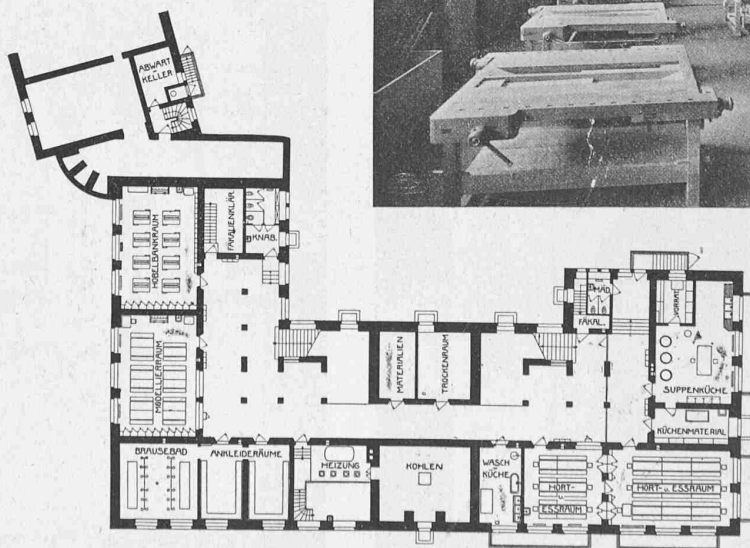 ABWART
KELLER
HOBELBANKRAUM
FÄKALIENKLÄR.
KNAB.
MODELLIERRAUM
MATERIALIEN
TROCKENRAUM
MÄD.
FÄKAL.
VORRAT
SUPPENKÜCHE
KÜCHENMATERIAL
BRAUSEBAD
ANKLEIDERÄUME
HEIZUNG
KOHLEN
WASCH
KÜCHE
HORT-
u.
ESSRAUM
HORT- u. ESSRAUM